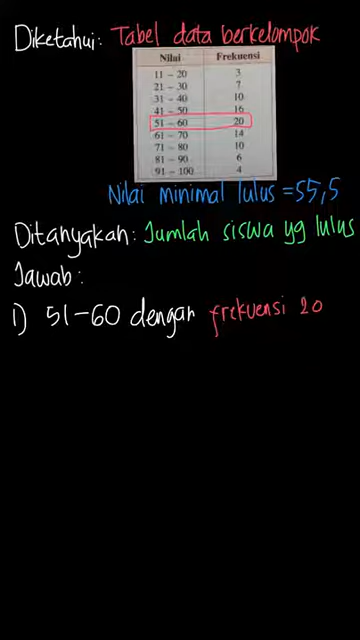 Diketahui: Tabel data berkelompok
Nilai Frekuensi
11 - 20 3
21 - 30 7
31 - 40 10
41 - 50 16
51 - 60 20
61 - 70 14
71 - 80 10
81 - 90 6
91 - 100 4
Nilai minimal lulus = 55,5
Ditanyakan: Jumlah siswa yg lulus
Jawab:
1) 51-60 dengan frekuensi 20